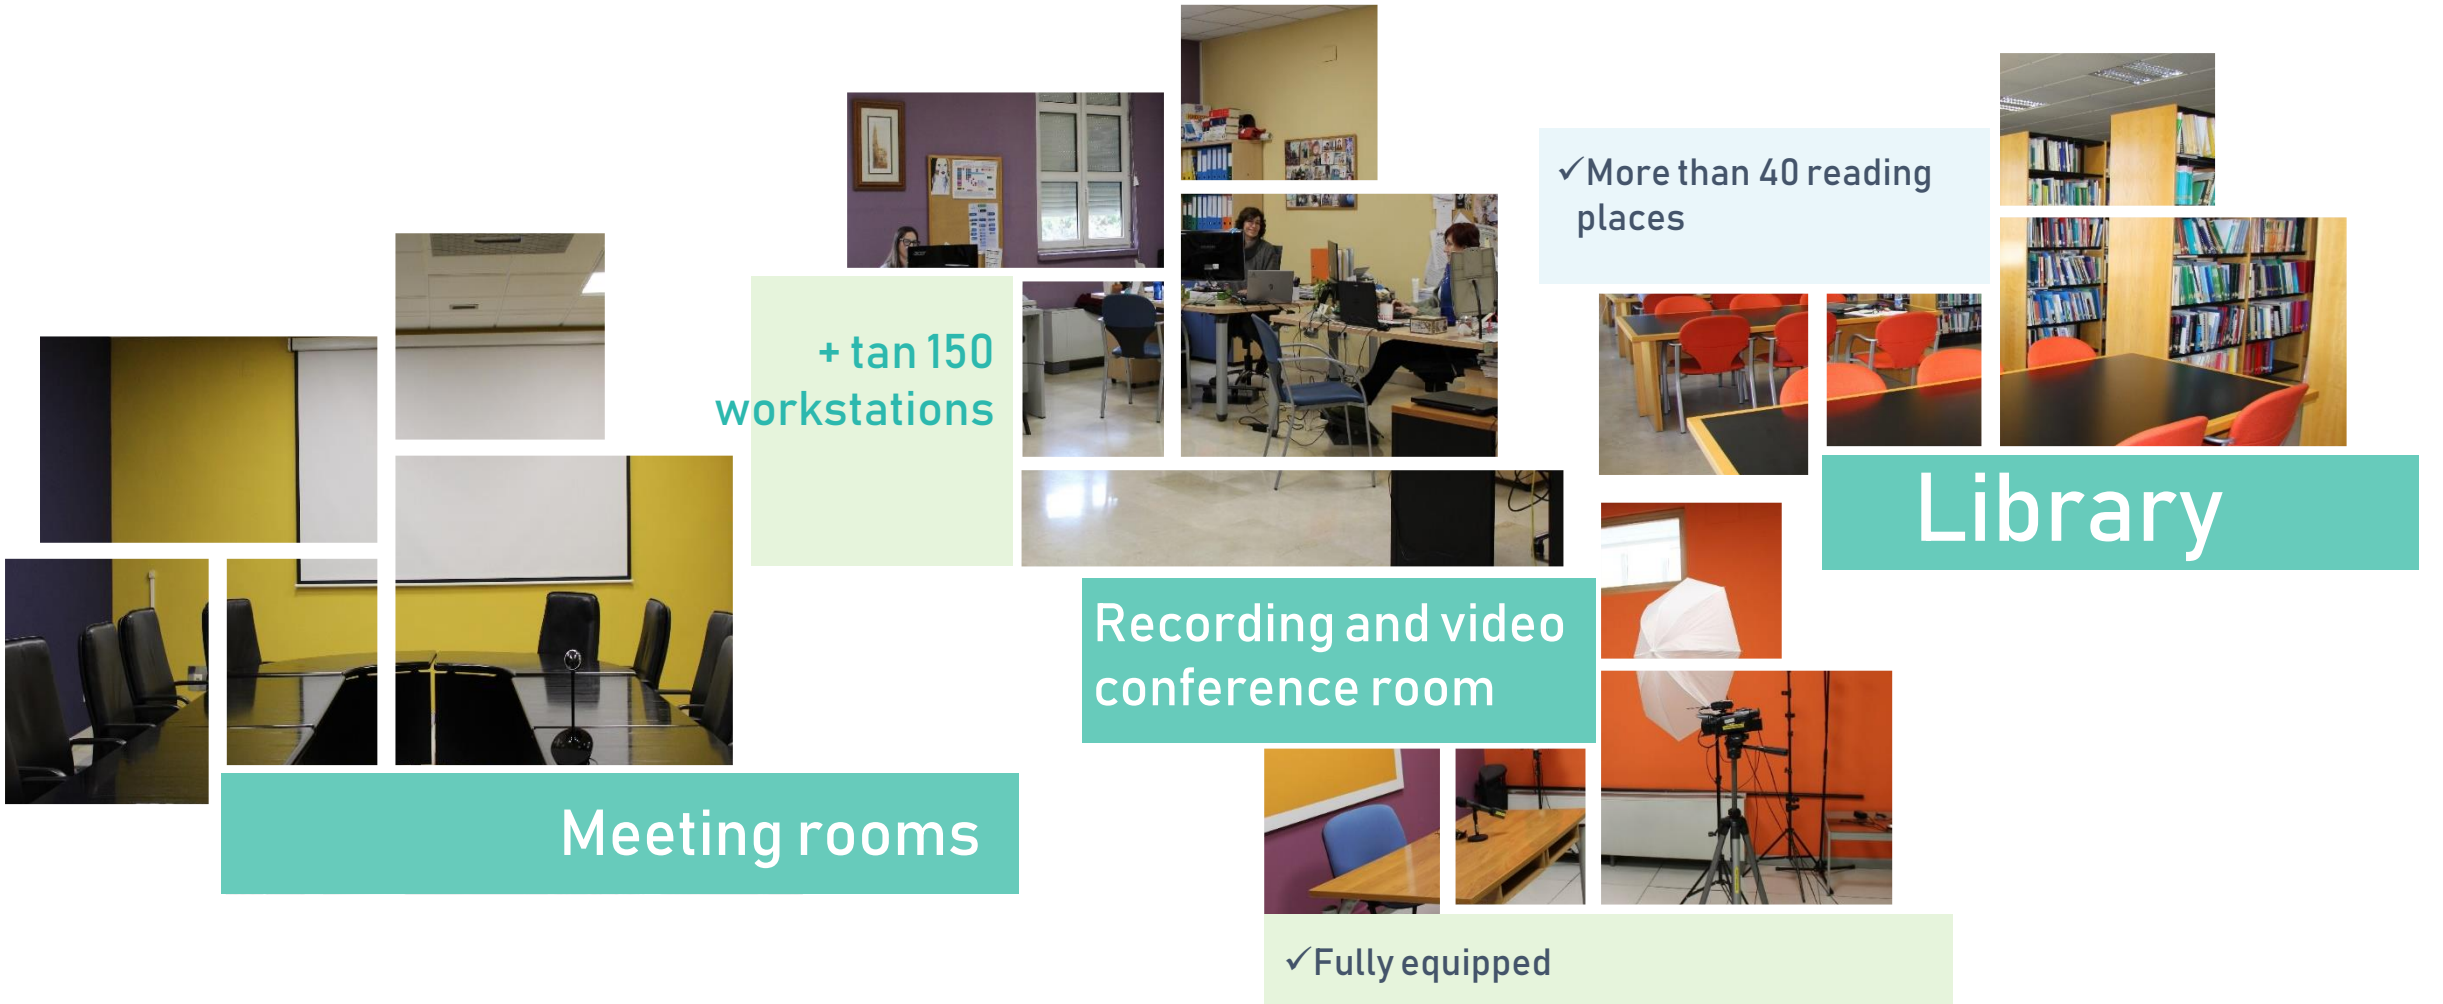 ✓More than 40 reading
places
+ tan 150
workstations
Library
Recording and video
conference room
Meeting rooms
✓Fully equipped